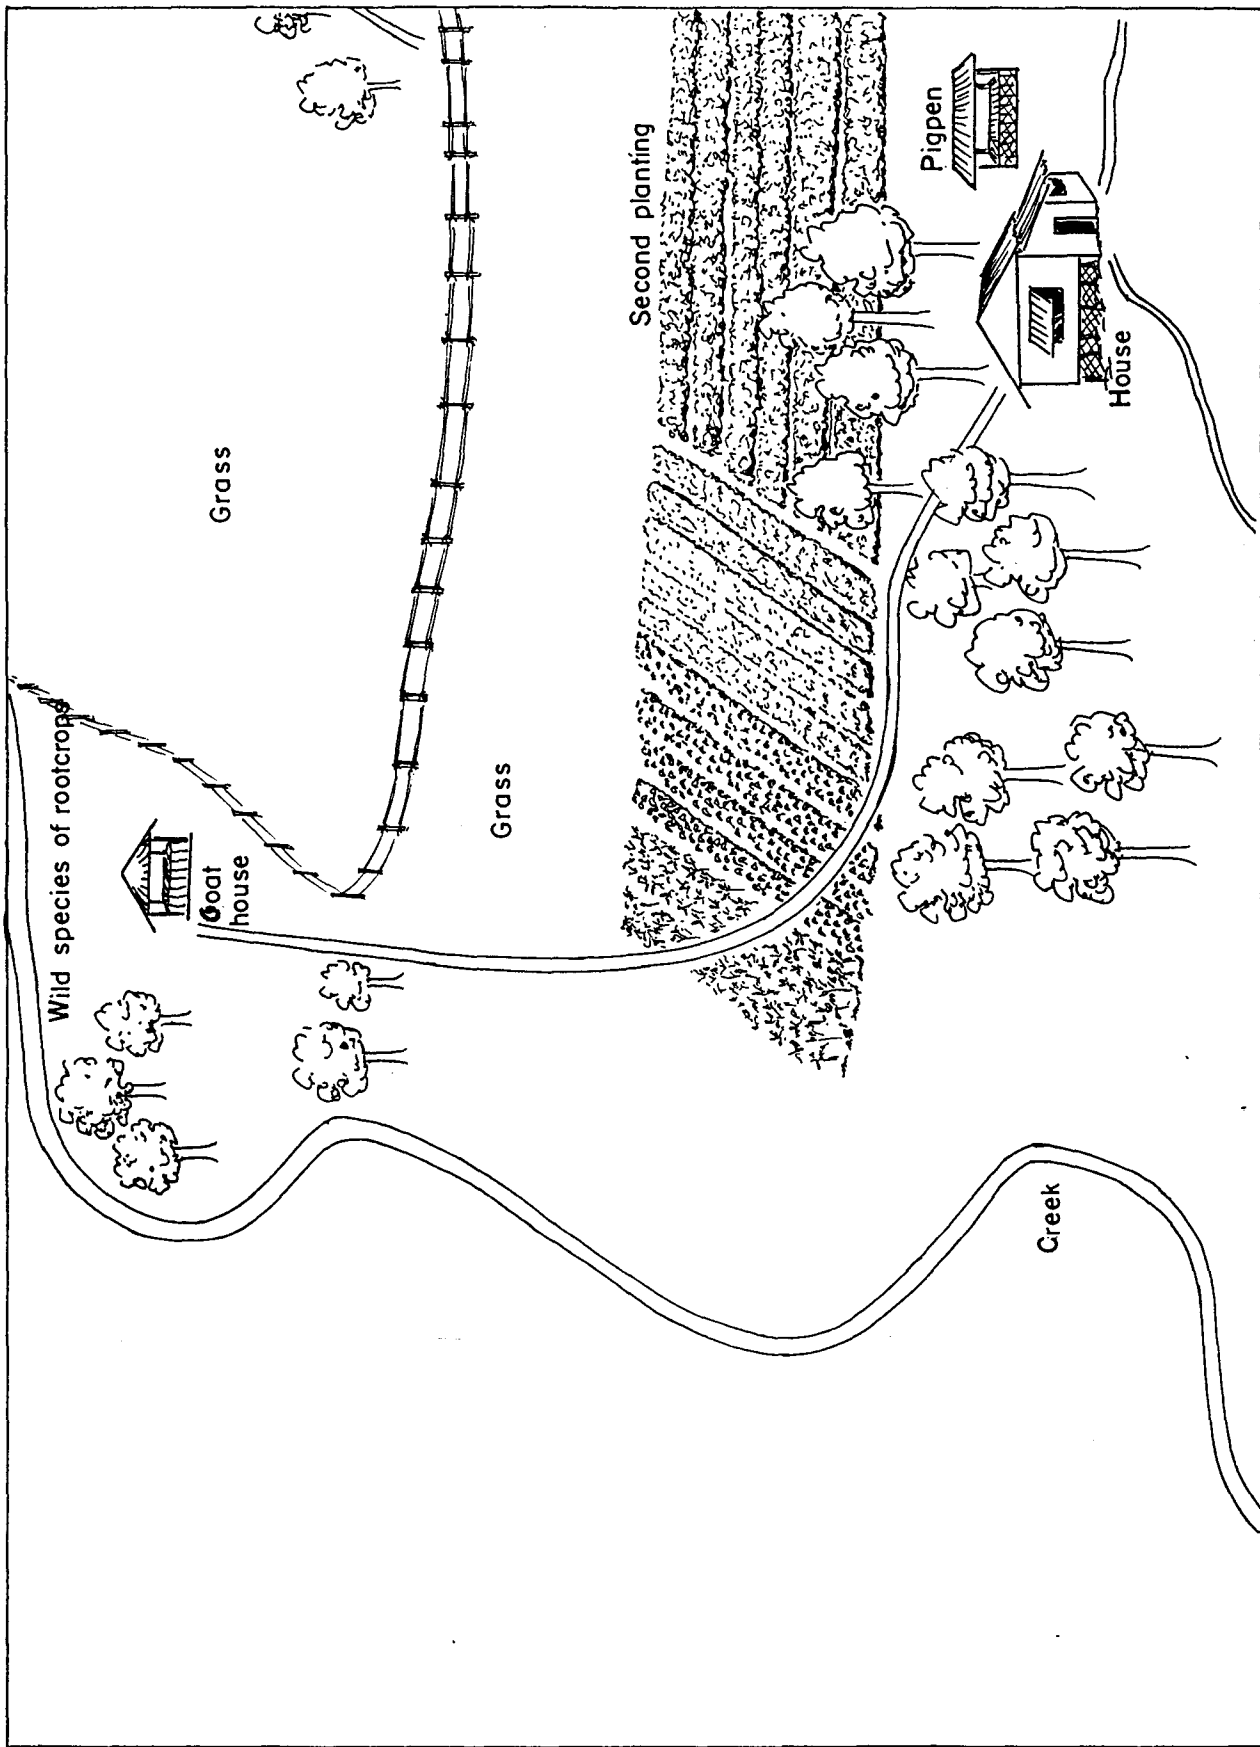 Wild species of rootcrops
Goat
house
Grass
Grass
Second planting
Pigpen
House
Creek